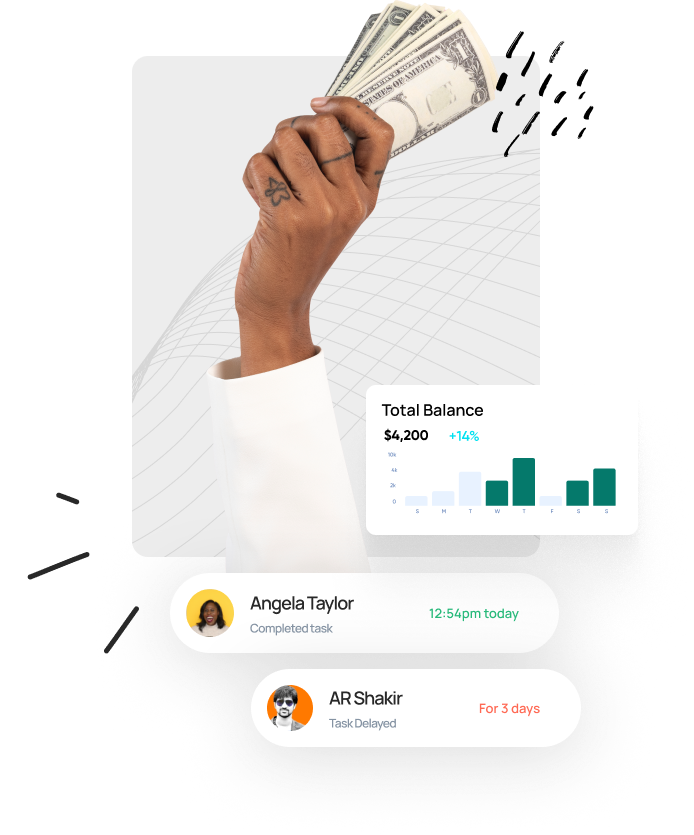 STATES OF AMERICA
1
Total Balance
$4,200 +14%
10k
4k
2k
0
S M T W T F S S
Angela Taylor
Completed task
12:54pm today
AR Shakir
Task Delayed
For 3 days